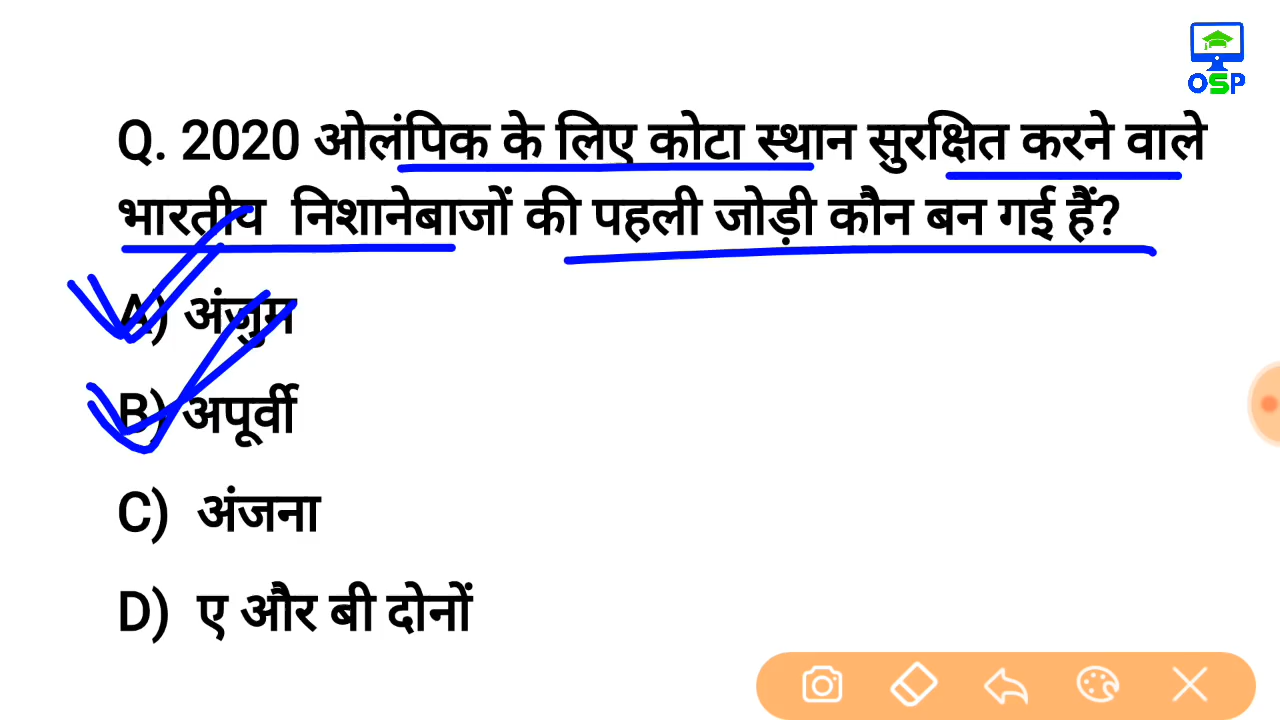 OSP
Q. 2020 ओलंपिक के लिए कोटा स्थान सुरक्षित करने वाले
भारतीय निशानेबाजों की पहली जोड़ी कौन बन गई हैं?
A) अंजुम
B) अपूर्वी
C) अंजना
D) ए और बी दोनों